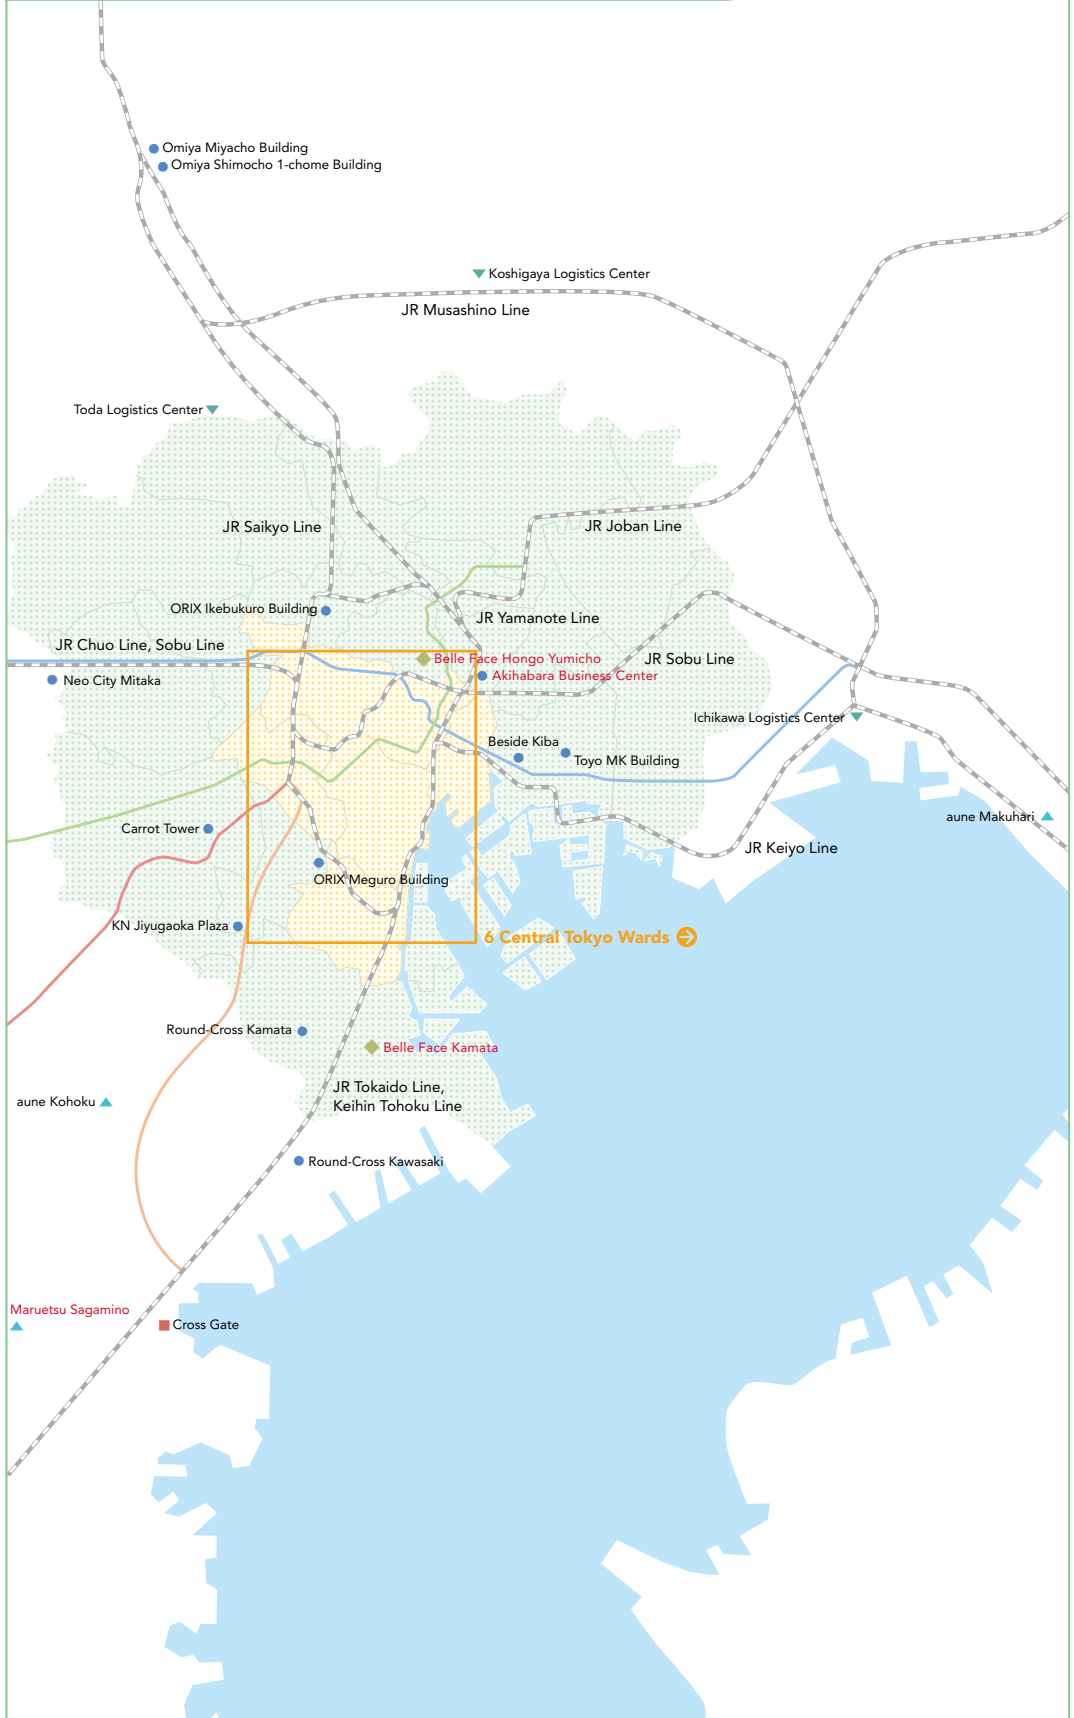 Omiya Miyacho Building
Omiya Shimocho 1-chome Building
Koshigaya Logistics Center
JR Musashino Line
Toda Logistics Center
JR Saikyo Line
JR Joban Line
ORIX Ikebukuro Building
JR Yamanote Line
JR Chuo Line, Sobu Line
Belle Face Hongo Yumicho
JR Sobu Line
Neo City Mitaka
Akihabara Business Center
Ichikawa Logistics Center
Beside Kiba
Toyo MK Building
aune Makuhari
Carrot Tower
JR Keiyo Line
ORIX Meguro Building
KN Jiyugaoka Plaza
6 Central Tokyo Wards
Round-Cross Kamata
Belle Face Kamata
JR Tokaido Line,
Keihin Tohoku Line
aune Kohoku
Round-Cross Kawasaki
Maruetsu Sagamino
Cross Gate